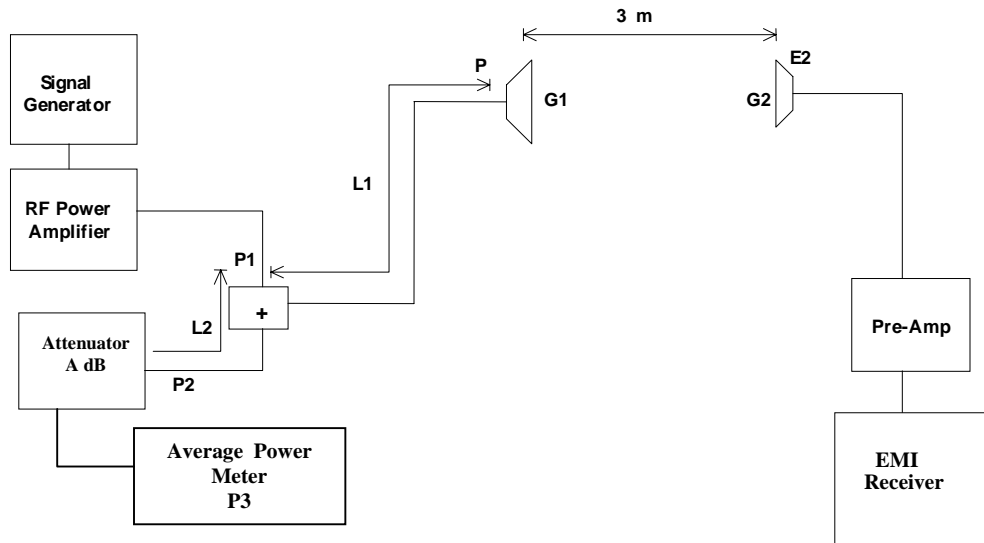 3 m
E2
P
G1
G2
Signal
Generator
L1
RF Power
Amplifier
P1
+
L2
Attenuator
A dB
P2
Pre-Amp
Average Power
Meter
P3
EMI
Receiver